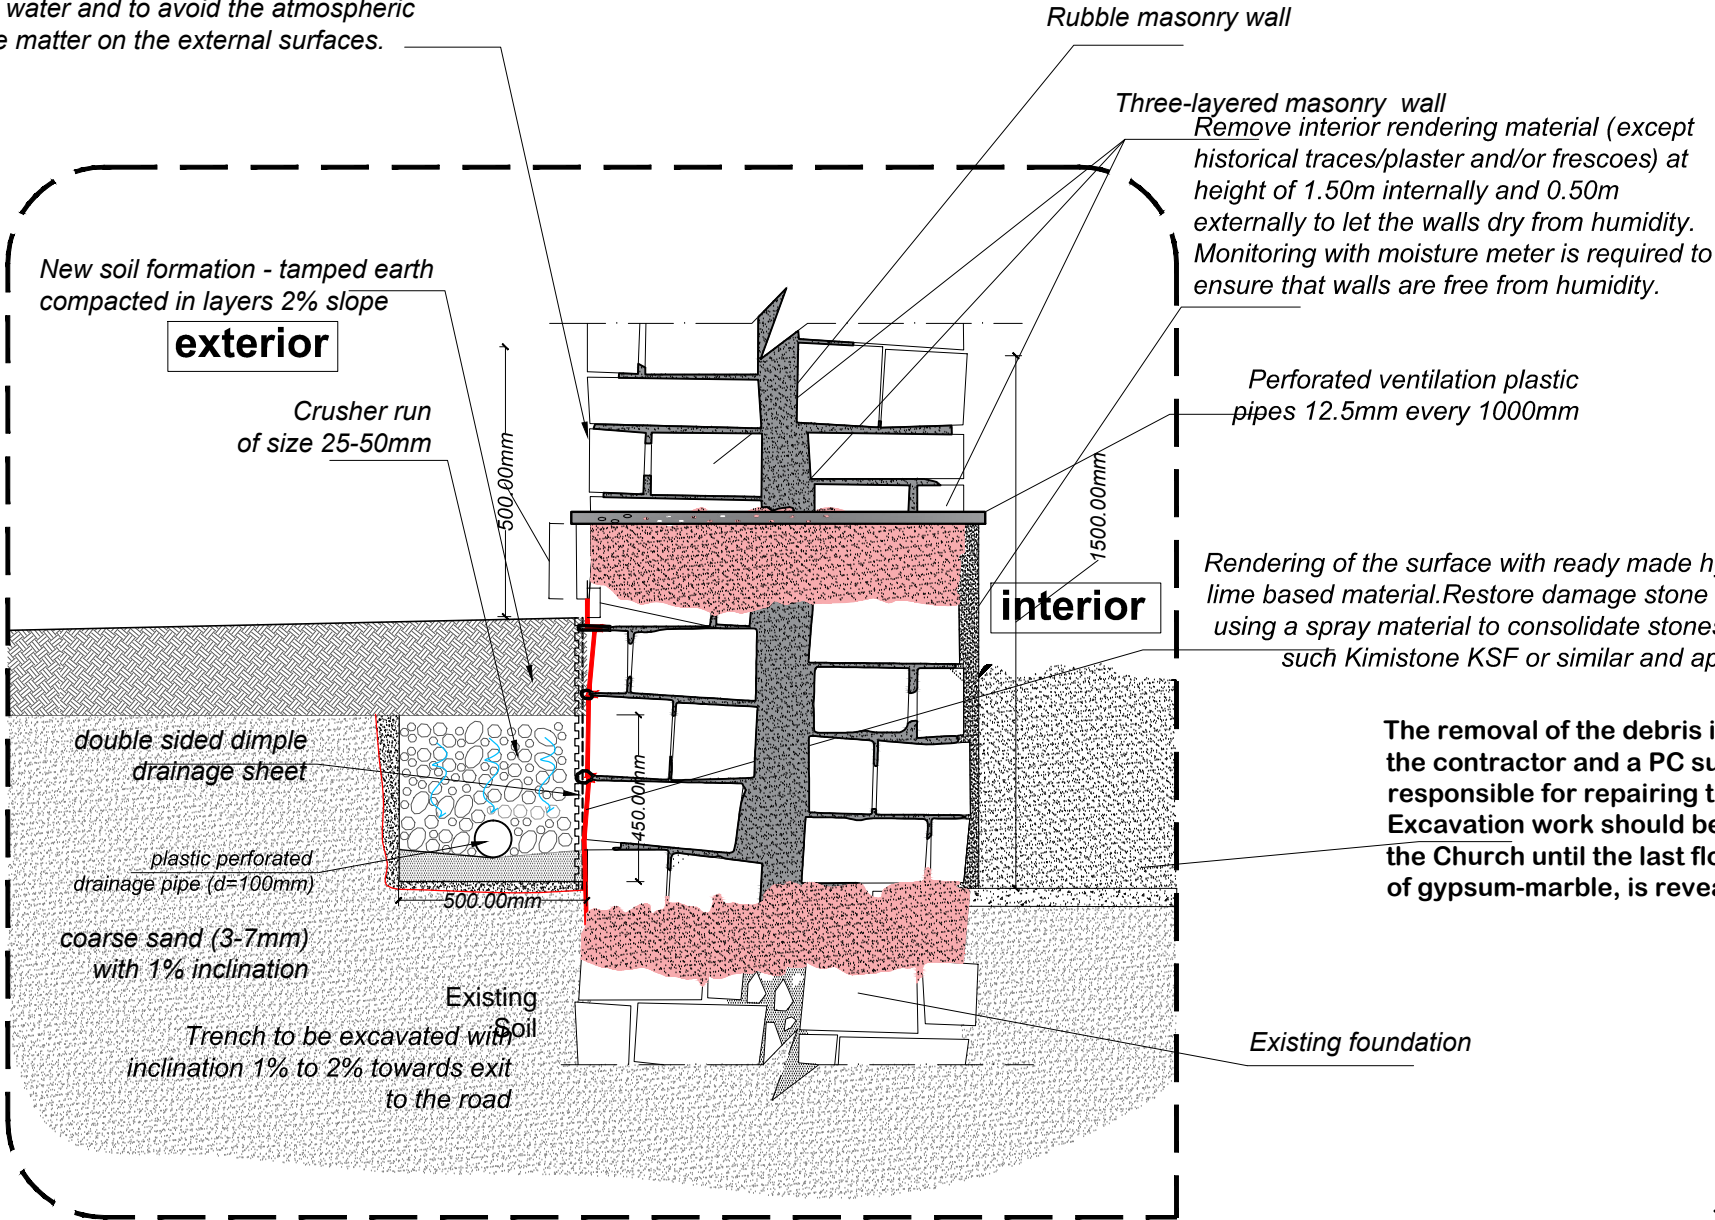 water and to avoid the atmospheric
matter on the external surfaces.
Rubble masonry wall
Three-layered masonry wall
Remove interior rendering material (except
historical traces/plaster and/or frescoes) at
height of 1.50m internally and 0.50m
externally to let the walls dry from humidity.
Monitoring with moisture meter is required to
ensure that walls are free from humidity.
New soil formation - tamped earth
compacted in layers 2% slope
exterior
Crusher run
of size 25-50mm
500.00mm
Perforated ventilation plastic
pipes 12.5mm every 1000mm
1500.00mm
interior
Rendering of the surface with ready made
lime based material.Restore damage stone
using a spray material to consolidate stones
such Kimistone KSF or similar and
double sided dimple
drainage sheet
450.00mm
plastic perforated
drainage pipe (d=100mm)
500.00mm
The removal of the debris
the contractor and a PC
responsible for repairing
Excavation work should be
the Church until the last
of gypsum-marble, is
coarse sand (3-7mm)
with 1% inclination
Existing
Soil
Trench to be excavated with
inclination 1% to 2% towards exit
to the road
Existing foundation